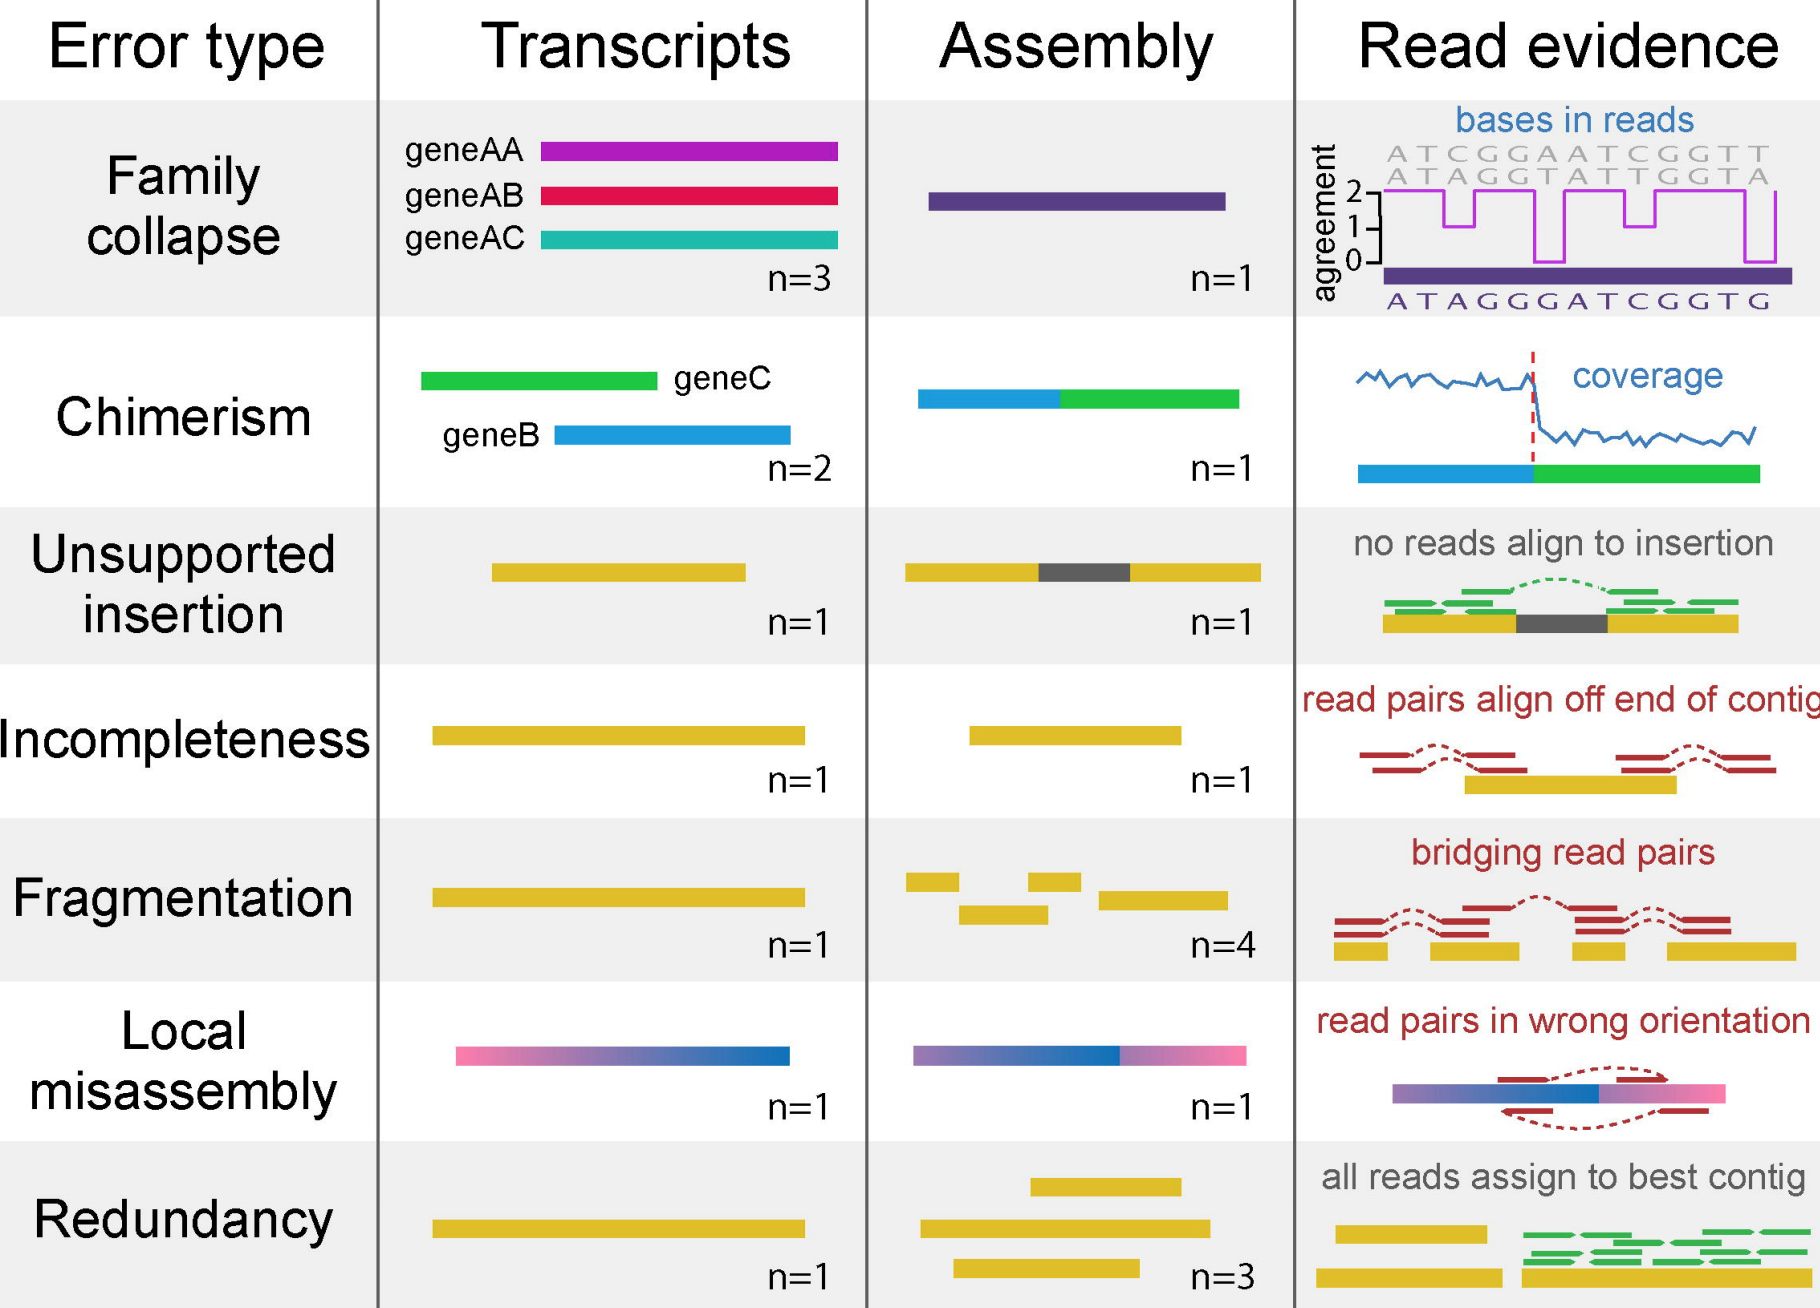 Error type Transcripts Assembly Read evidence
Family
collapse
geneAA
geneAB
geneAC
n=3
n=1
bases in reads
ATCGGAATCGGTT
ATAGGTATTGGTA
agreement
2
1
0
ATAGGGATCGGTG
Chimerism
geneC
geneB
n=2
n=1
coverage
Unsupported
insertion
n=1
n=1
no reads align to insertion
Incompleteness
n=1
n=1
read pairs align off end of contig
Fragmentation
n=1
n=4
bridging read pairs
Local
misassembly
n=1
n=1
read pairs in wrong orientation
Redundancy
n=1
n=3
all reads assign to best contig